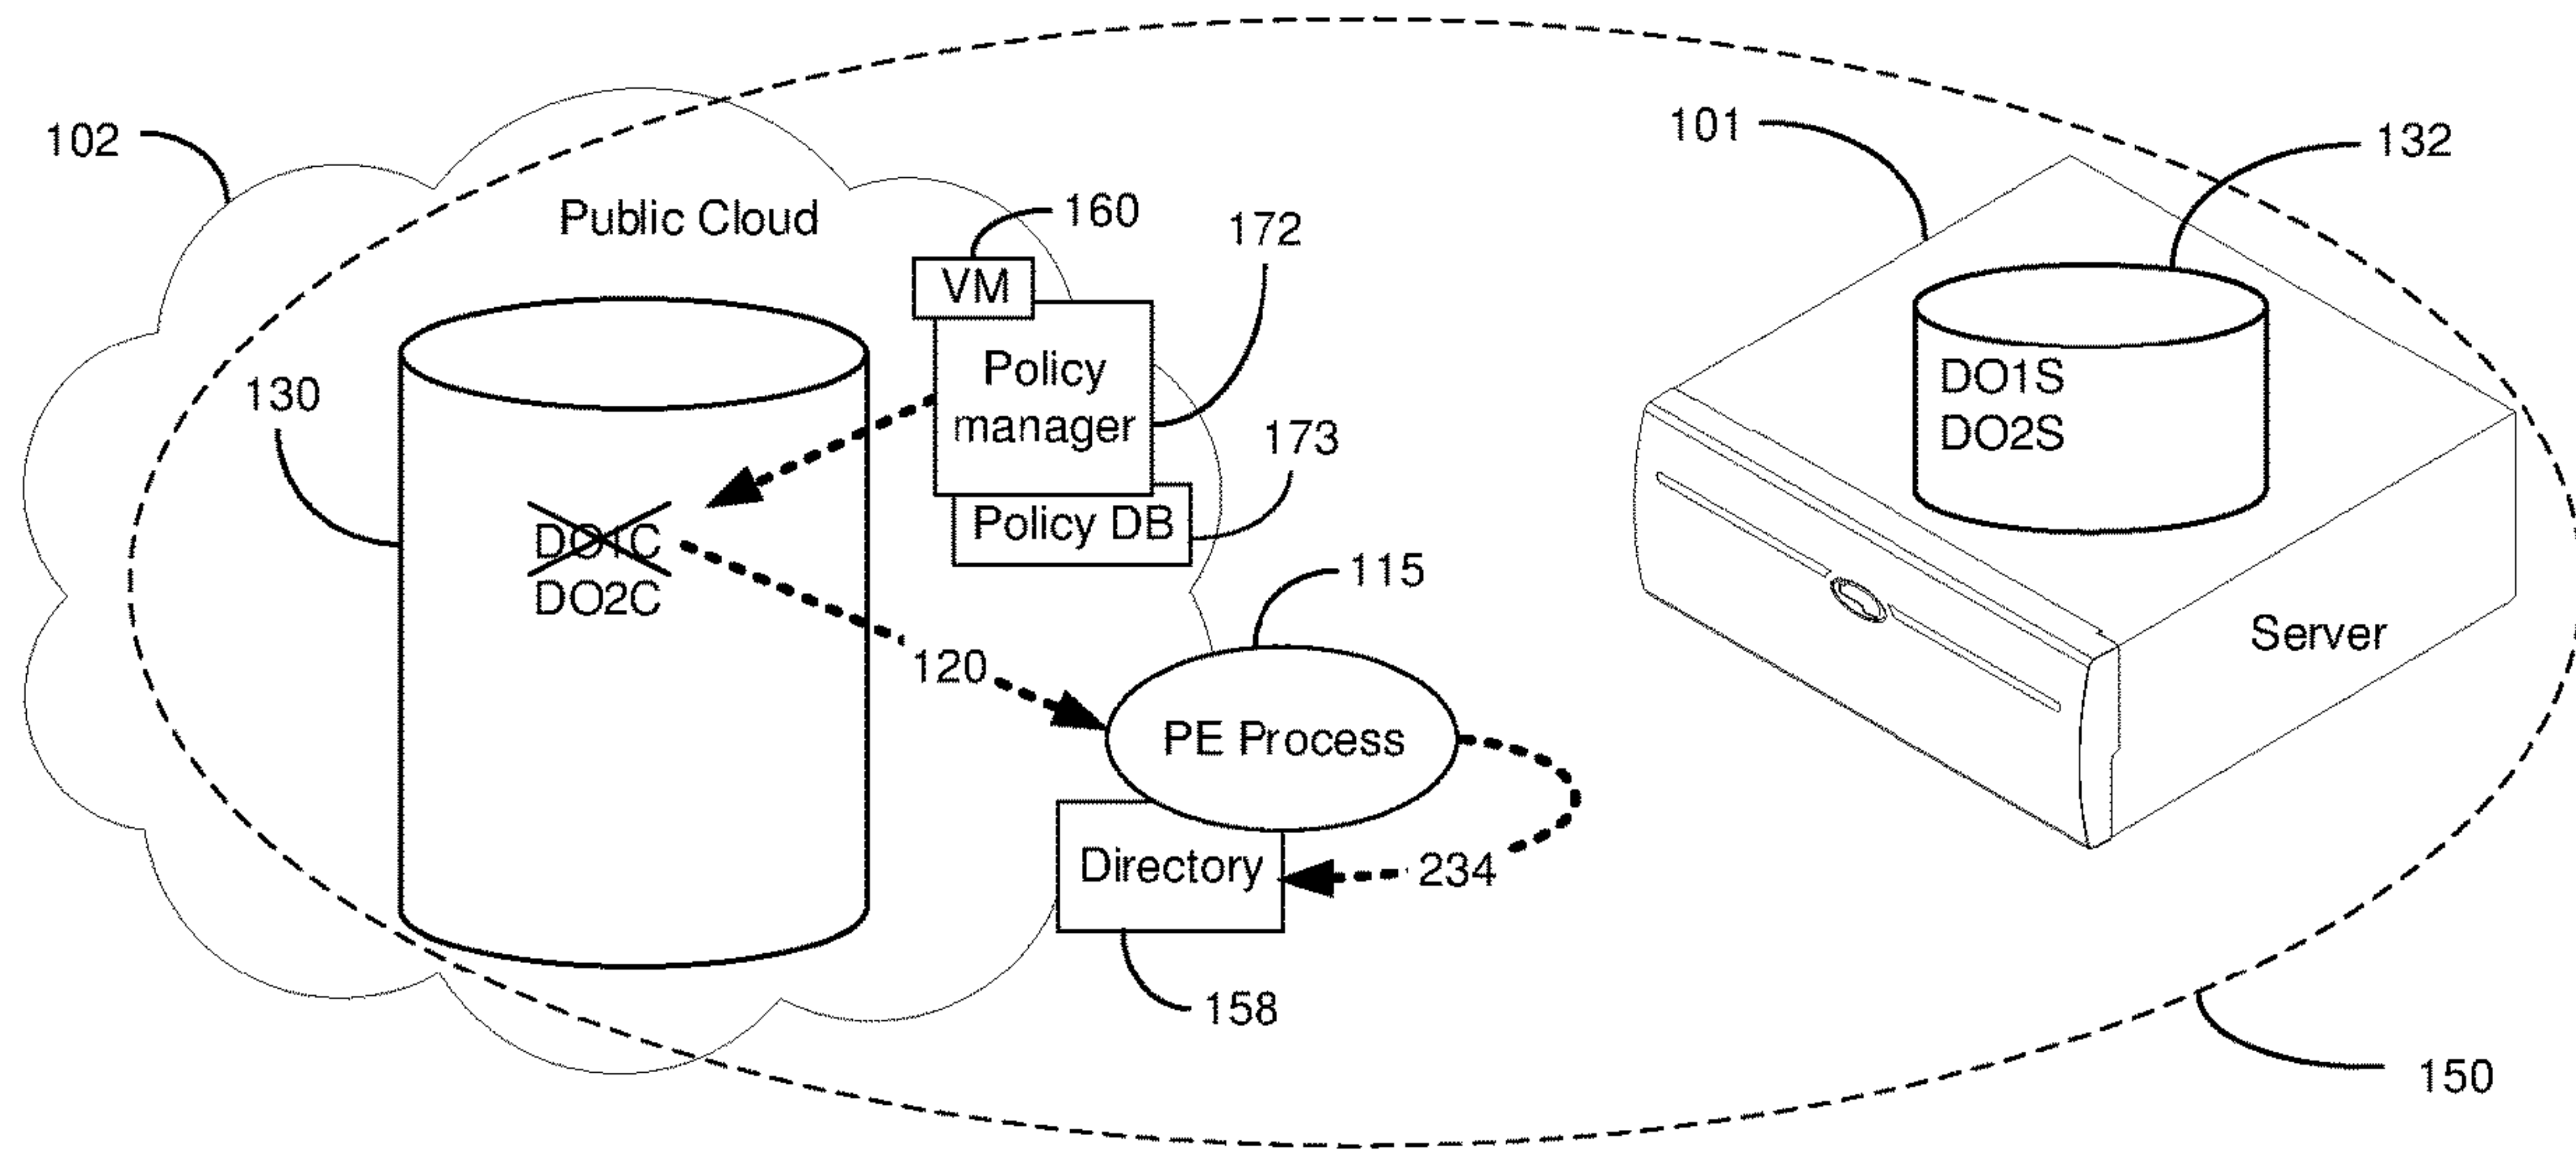 102
101
132
Public Cloud
160
172
VM
Policy
manager
130
173
DO1S
DO2S
Policy DB
DO1C
DO2C
115
120
Server
PE Process
Directory
234
158
150